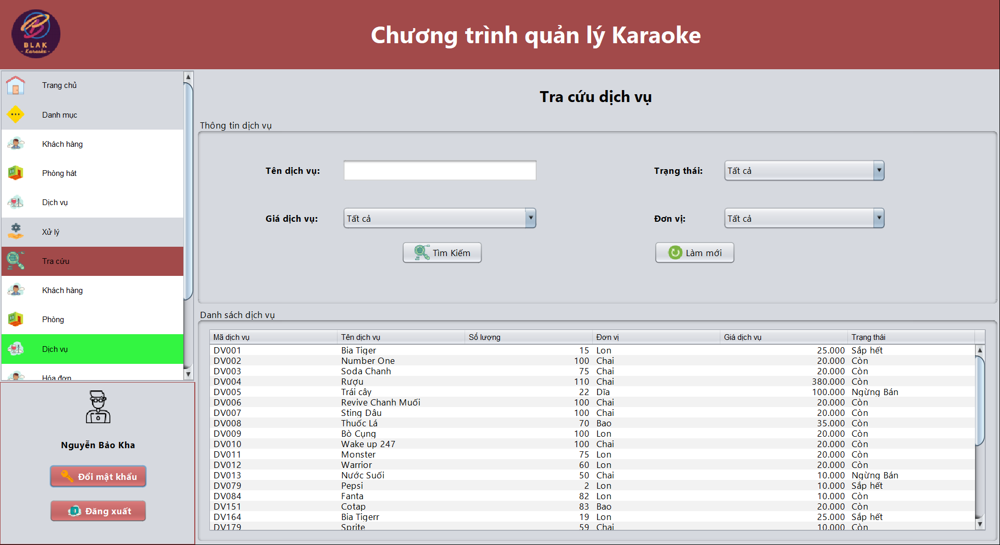 BLAK
- Karaoke -
Chương trình quản lý Karaoke
Trang chủ
Danh mục
Khách hàng
Phòng hát
Dịch vụ
Xử lý
Tra cứu
Khách hàng
Phòng
Dịch vụ
Hóa đơn
Nguyễn Bảo Kha
Đổi mật khẩu
Đăng xuất
Tra cứu dịch vụ
Thông tin dịch vụ
Tên dịch vụ: Trạng thái: Tất cả
Giá dịch vụ: Tất cả Đơn vị: Tất cả
Tìm Kiếm Làm mới
Danh sách dịch vụ
Mã dịch vụ Tên dịch vụ Số lượng Đơn vị Giá dịch vụ Trạng thái
DV001 Bia Tiger 15 Lon 25.000 Sắp hết
DV002 Number One 100 Chai 20.000 Còn
DV003 Soda Chanh 75 Chai 20.000 Còn
DV004 Rượu 110 Chai 380.000 Còn
DV005 Trái cây 22 Dĩa 100.000 Ngừng Bán
DV006 Revive Chanh Muối 100 Chai 20.000 Còn
DV007 Sting Dâu 100 Chai 20.000 Còn
DV008 Thuốc Lá 70 Bao 35.000 Còn
DV009 Bò Cụng 100 Lon 20.000 Còn
DV010 Wake up 247 100 Chai 20.000 Còn
DV011 Monster 75 Lon 20.000 Còn
DV012 Warrior 60 Lon 20.000 Còn
DV013 Nước Suối 50 Chai 10.000 Ngừng Bán
DV079 Pepsi 2 Lon 10.000 Sắp hết
DV084 Fanta 82 Lon 10.000 Còn
DV151 Cotap 83 Bao 20.000 Còn
DV164 Bia Tigerr 19 Lon 25.000 Sắp hết
DV179 Sprite 59 Chai 10.000 Còn